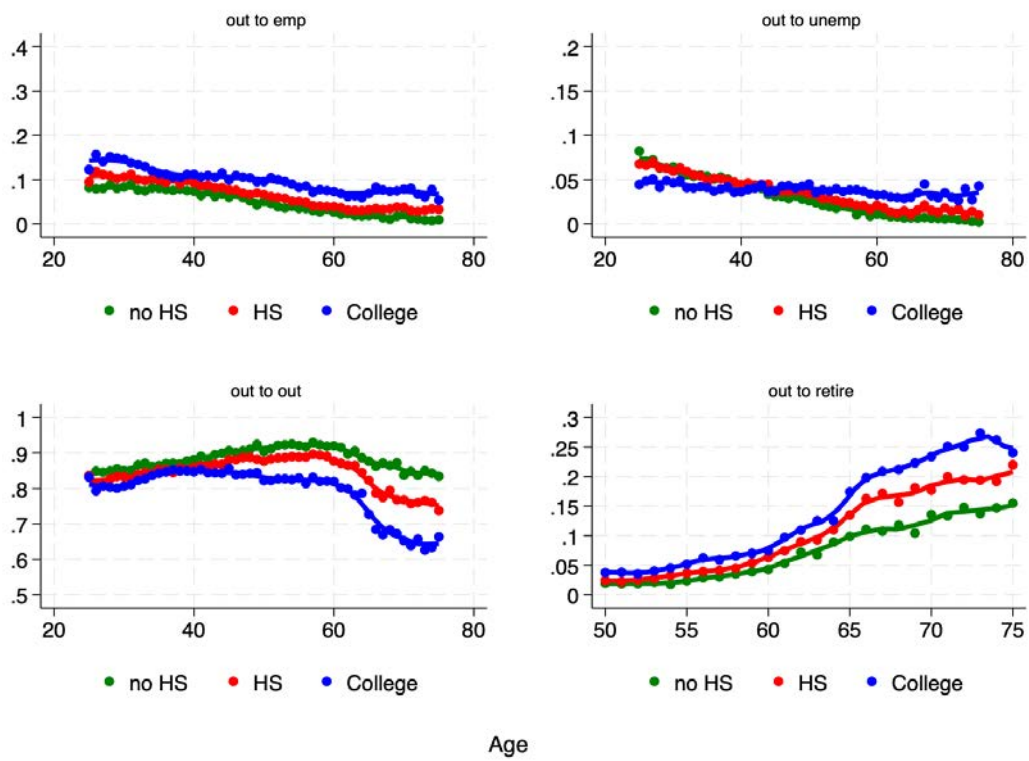 out to emp
.4
.3
.2
.1
0
20 40 60 80
no HS HS College
out to unemp
.2
.15
.1
.05
0
20 40 60 80
no HS HS College
out to out
1
.9
.8
.7
.6
.5
20 40 60 80
no HS HS College
out to retire
.3
.25
.2
.15
.1
.05
0
50 55 60 65 70 75
no HS HS College
Age